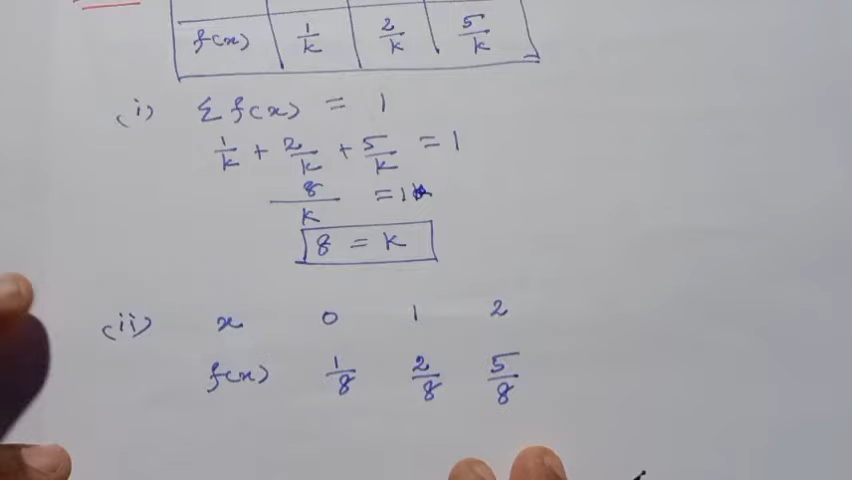 f(x) 1/k 2/k 5/k
(i) Σ f(x) = 1
1/k + 2/k + 5/k = 1
8/k = 1
8 = k
(ii) x 0 1 2
f(x) 1/8 2/8 5/8